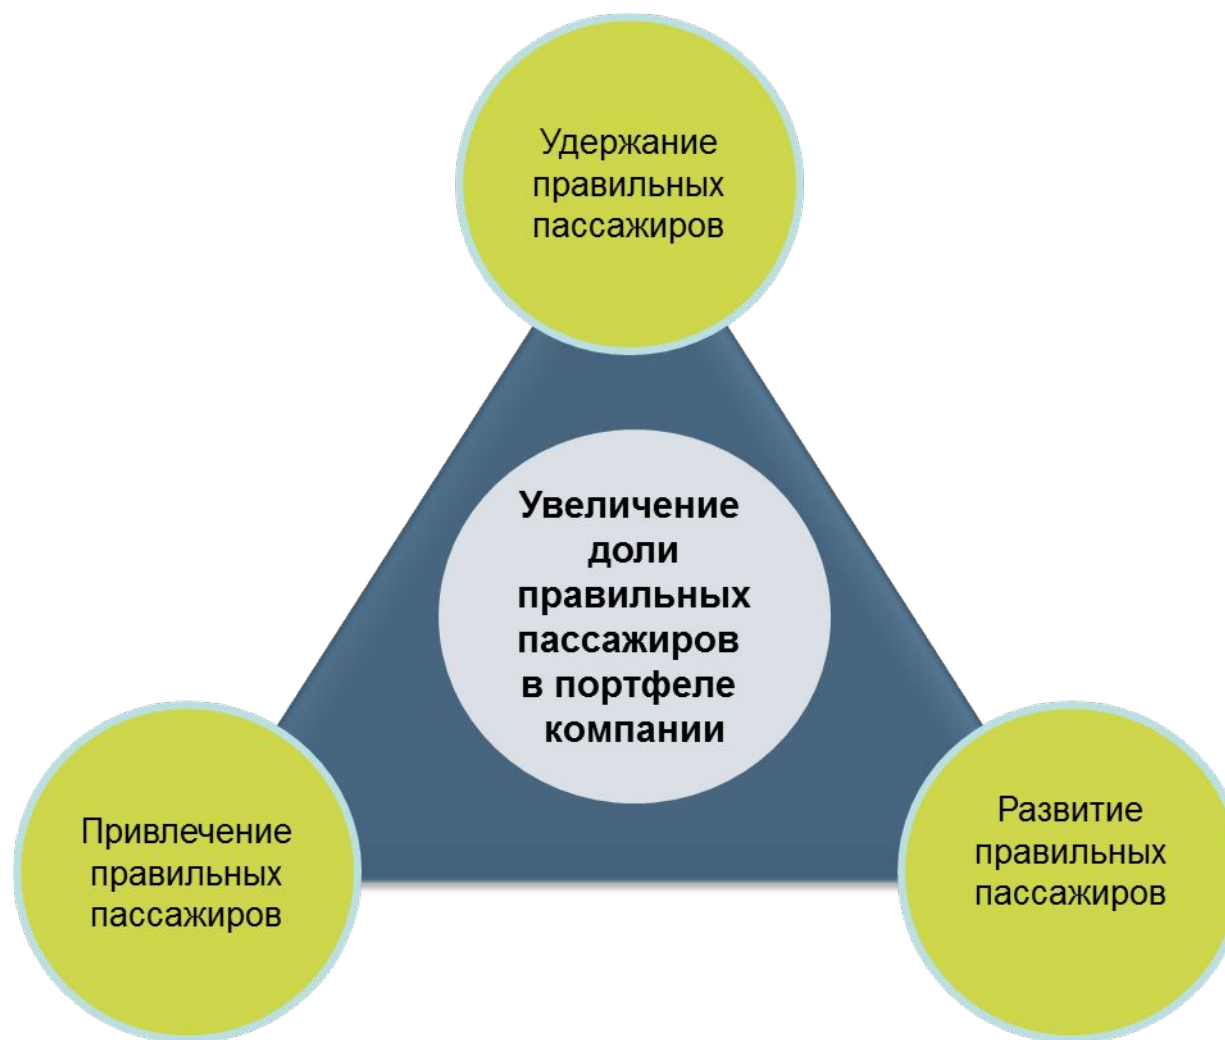 Удержание
правильных
пассажиров
Увеличение
доли
правильных
пассажиров
в портфеле
компании
Привлечение
правильных
пассажиров
Развитие
правильных
пассажиров